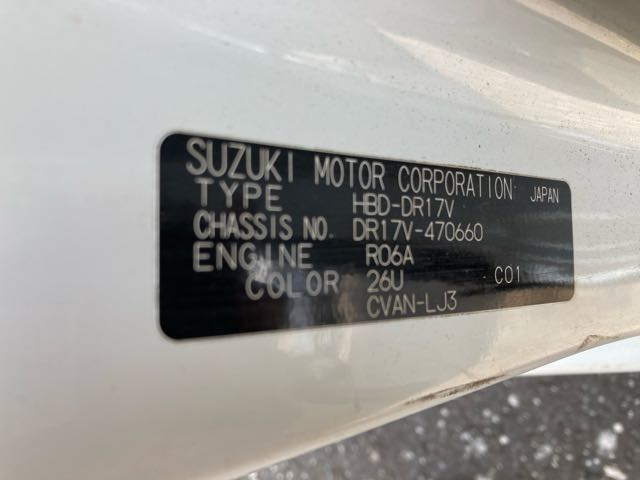 SUZUKI MOTOR CORPORATION JAPAN
TYPE HBD-DR17V
CHASSIS NO. DR17V-470660
ENGINE R06A
COLOR 26U C01
CVAN-LJ3